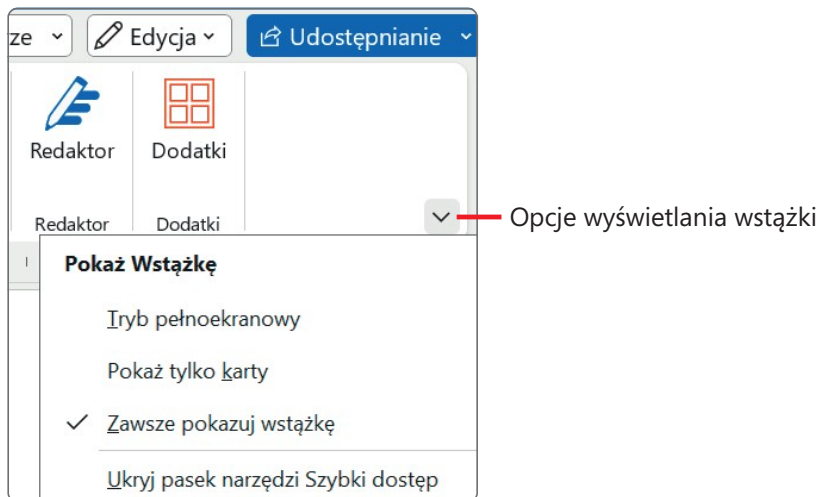 ze Edycja Udostępnianie
Redaktor Dodatki
Redaktor Dodatki
Opcje wyświetlania wstążki
Pokaż Wstążkę
Tryb pełnoekranowy
Pokaż tylko karty
Zawsze pokazuj wstążkę
Ukryj pasek narzędzi Szybki dostęp